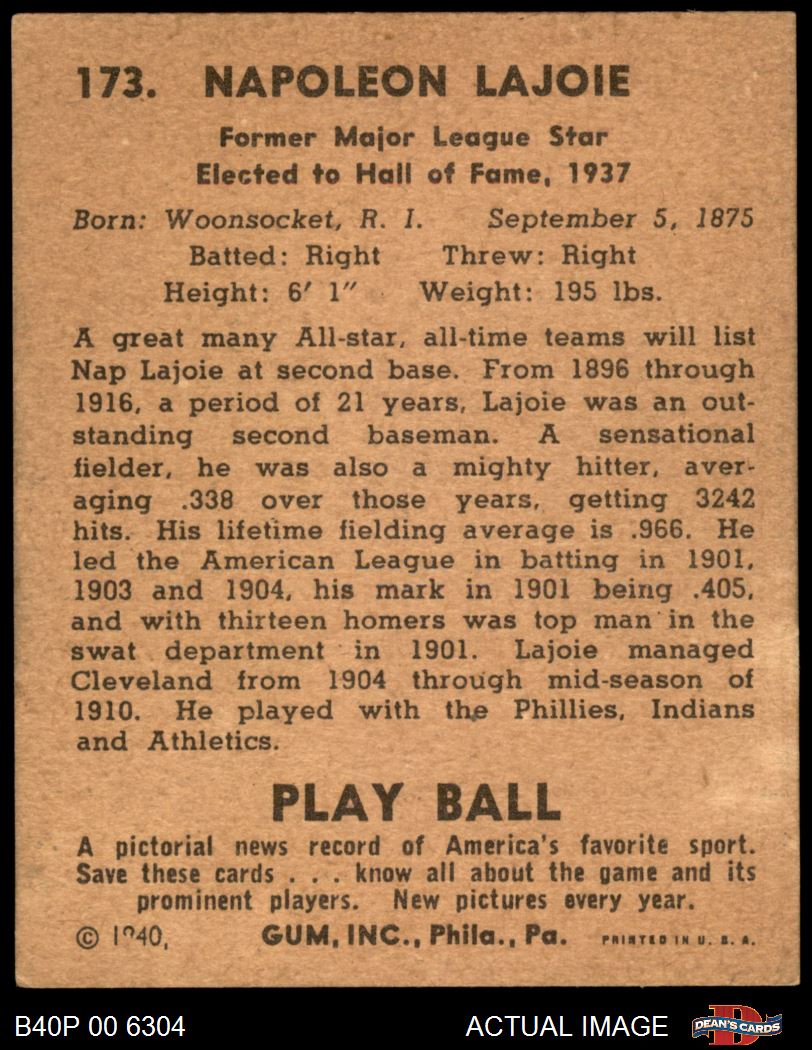 173. NAPOLEON LAJOIE
Former Major League Star
Elected to Hall of Fame, 1937
Born: Woonsocket, R. I. September 5, 1875
Batted: Right Threw: Right
Height: 6′ 1″ Weight: 195 lbs.
A great many All-star, all-time teams will list
Nap Lajoie at second base. From 1896 through
1916, a period of 21 years, Lajoie was an out-
standing second baseman. A sensational
fielder, he was also a mighty hitter, aver-
aging .338 over those years, getting 3242
hits. His lifetime fielding average is .966. He
led the American League in batting in 1901,
1903 and 1904, his mark in 1901 being .405,
and with thirteen homers was top man in the
swat department in 1901. Lajoie managed
Cleveland from 1904 through mid-season of
1910. He played with the Phillies, Indians
and Athletics.
PLAY BALL
A pictorial news record of America's favorite sport.
Save these cards . . . know all about the game and its
prominent players. New pictures every year.
© 1940, GUM, INC., Phila., Pa. PRINTED IN U. S. A.
B40P 00 6304 ACTUAL IMAGE DEAN'S CARDS